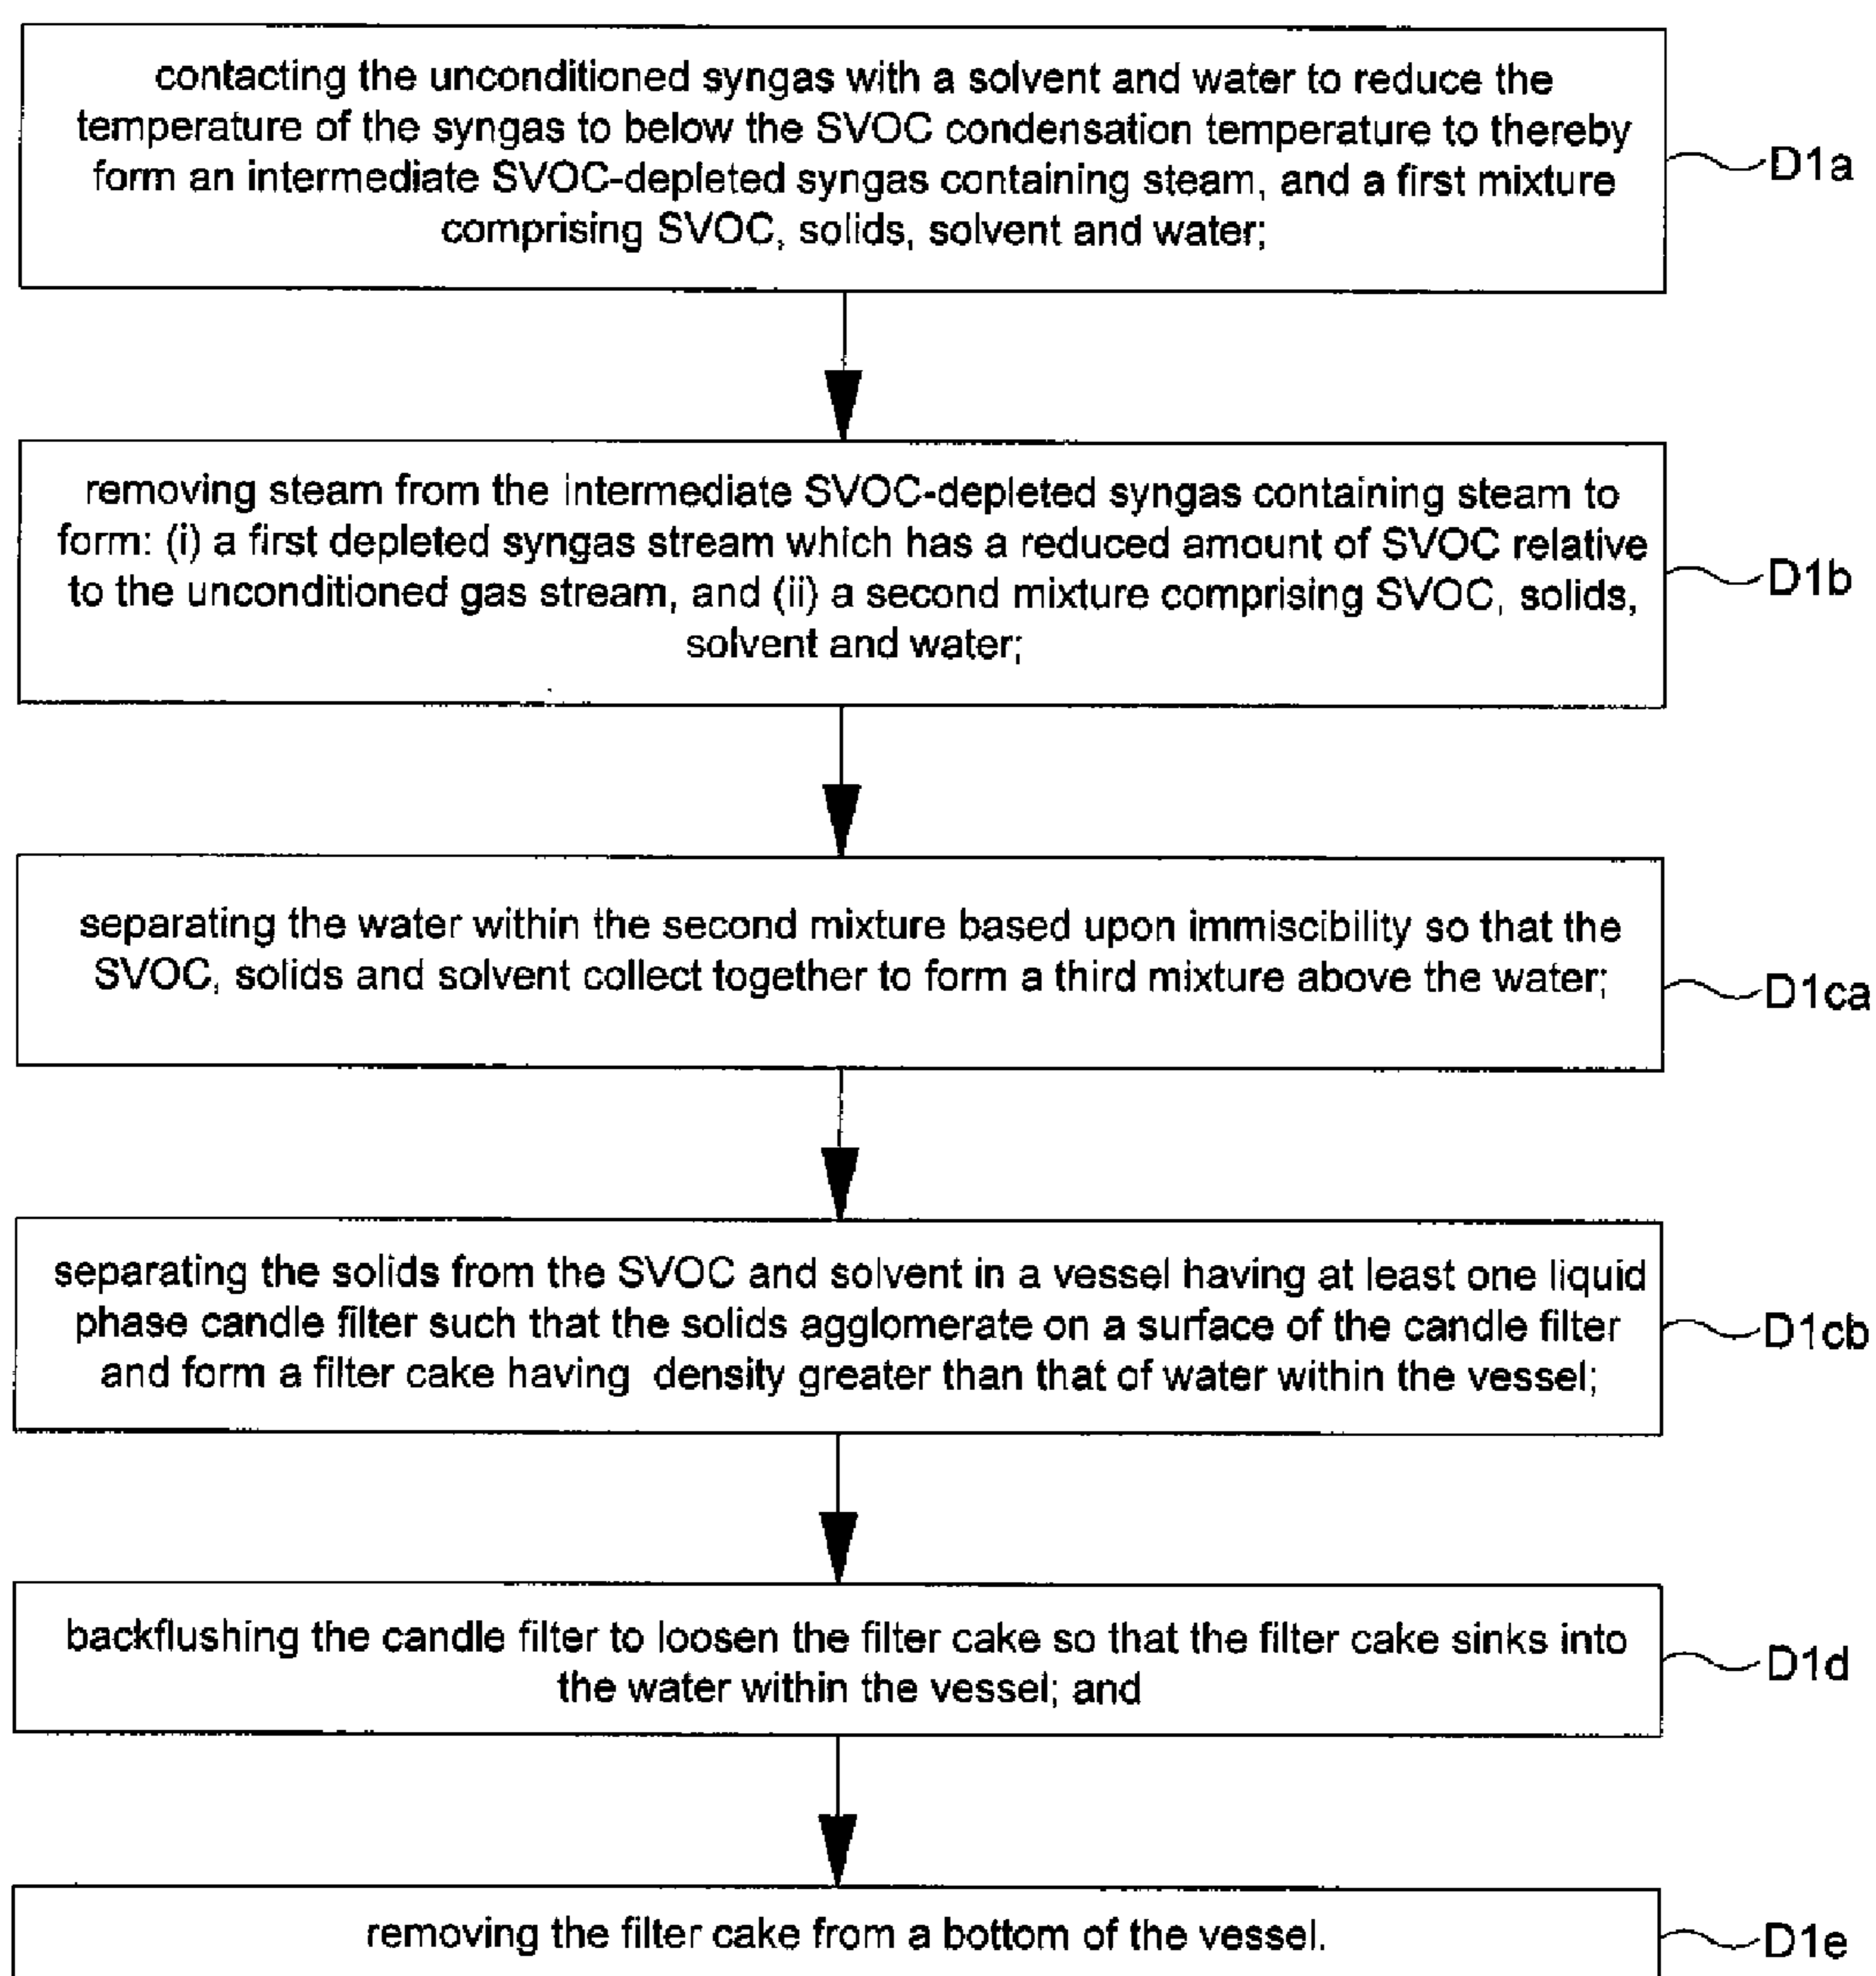 contacting the unconditioned syngas with a solvent and water to reduce the
temperature of the syngas to below the SVOC condensation temperature to thereby
form an intermediate SVOC-depleted syngas containing steam, and a first mixture
comprising SVOC, solids, solvent and water;
D1a
removing steam from the intermediate SVOC-depleted syngas containing steam to
form: (i) a first depleted syngas stream which has a reduced amount of SVOC relative
to the unconditioned gas stream, and (ii) a second mixture comprising SVOC, solids,
solvent and water;
D1b
separating the water within the second mixture based upon immiscibility so that the
SVOC, solids and solvent collect together to form a third mixture above the water;
D1ca
separating the solids from the SVOC and solvent in a vessel having at least one liquid
phase candle filter such that the solids agglomerate on a surface of the candle filter
and form a filter cake having density greater than that of water within the vessel;
D1cb
backflushing the candle filter to loosen the filter cake so that the filter cake sinks into
the water within the vessel; and
D1d
removing the filter cake from a bottom of the vessel.
D1e